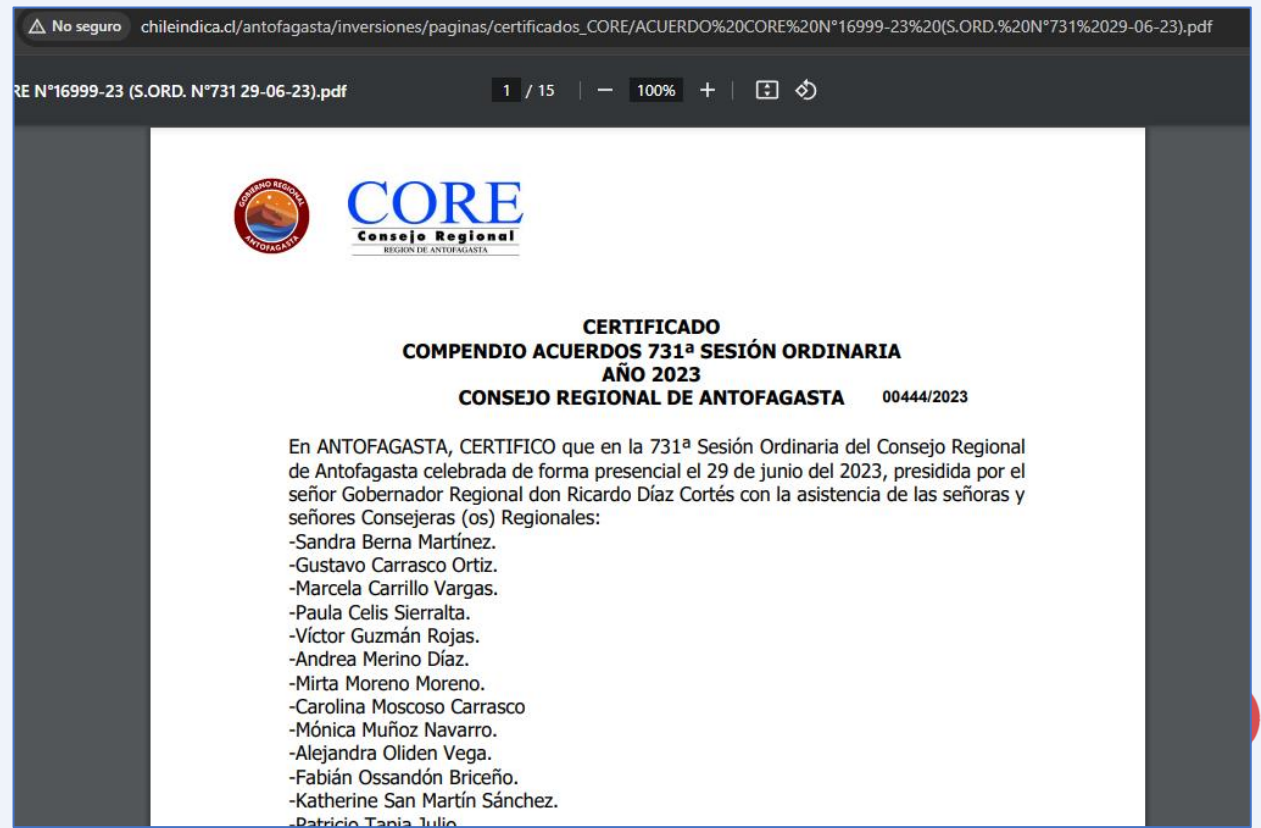 No seguro chileindica.cl/antofagasta/inversiones/paginas/certificados_CORE/ACUERDO%20CORE%20N°16999-23%20(S.ORD.%20N°731%2029-06-23).pdf
RE N°16999-23 (S.ORD. N°731 29-06-23).pdf 1 / 15 − 100% +
GOBIERNO REGIONAL
ANTOFAGASTA
CORE
Consejo Regional
REGION DE ANTOFAGASTA
CERTIFICADO
COMPENDIO ACUERDOS 731ª SESIÓN ORDINARIA
AÑO 2023
CONSEJO REGIONAL DE ANTOFAGASTA 00444/2023
En ANTOFAGASTA, CERTIFICO que en la 731ª Sesión Ordinaria del Consejo Regional
de Antofagasta celebrada de forma presencial el 29 de junio del 2023, presidida por el
señor Gobernador Regional don Ricardo Díaz Cortés con la asistencia de las señoras y
señores Consejeras (os) Regionales:
-Sandra Berna Martínez.
-Gustavo Carrasco Ortiz.
-Marcela Carrillo Vargas.
-Paula Celis Sierralta.
-Víctor Guzmán Rojas.
-Andrea Merino Díaz.
-Mirta Moreno Moreno.
-Carolina Moscoso Carrasco
-Mónica Muñoz Navarro.
-Alejandra Oliden Vega.
-Fabián Ossandón Briceño.
-Katherine San Martín Sánchez.
-Patricio Tapia Julio.